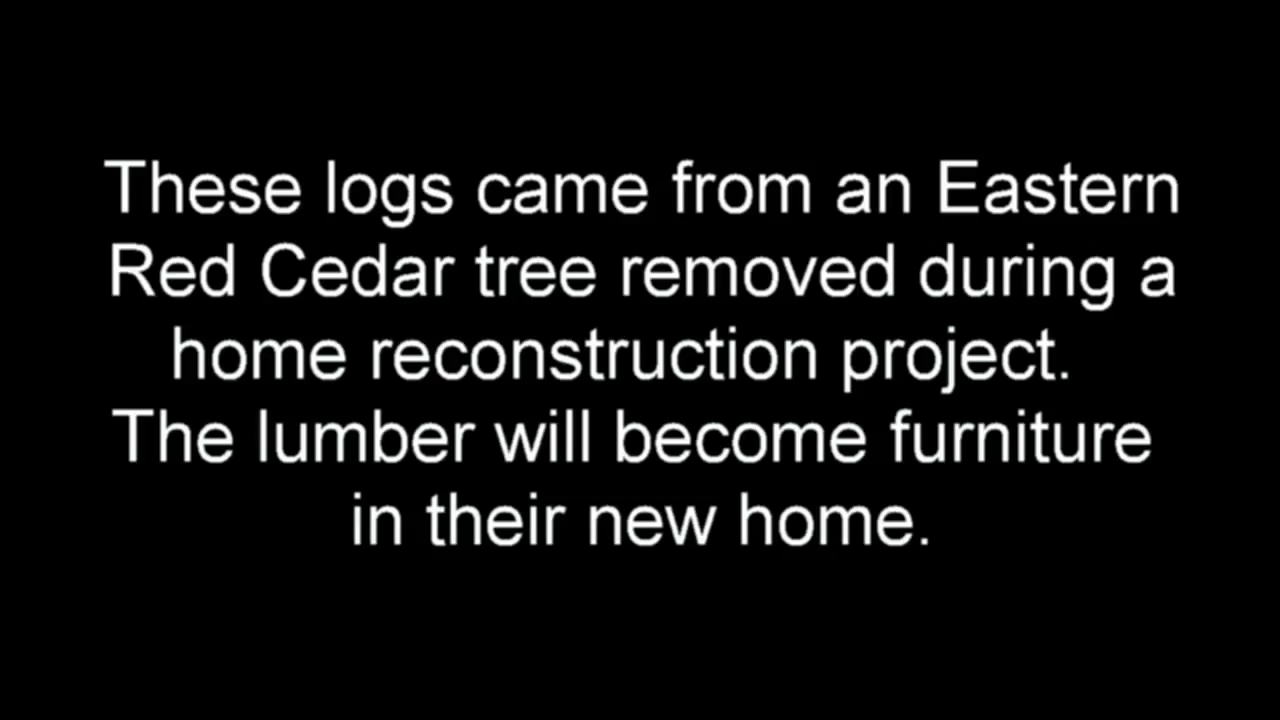 These logs came from an Eastern
Red Cedar tree removed during a
home reconstruction project.
The lumber will become furniture
in their new home.